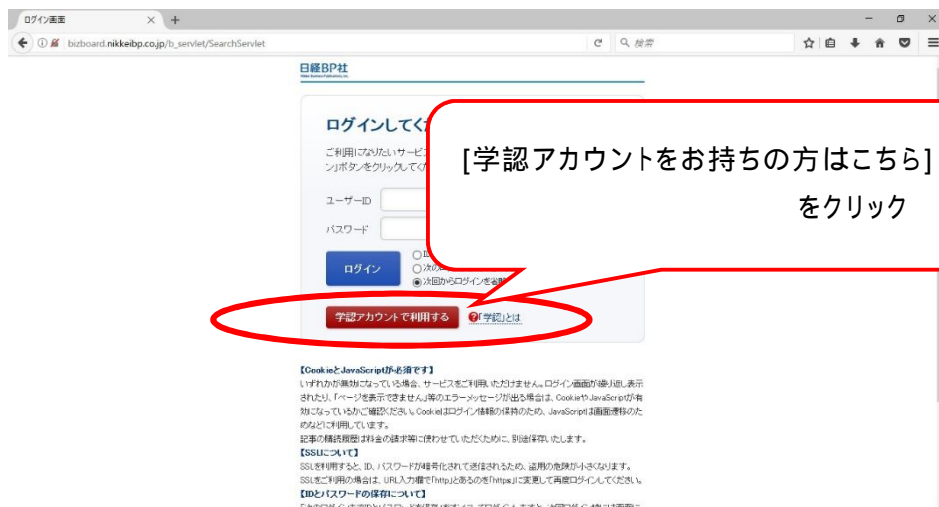 ログイン画面
bizboard.nikkeibp.co.jp/b_servlet/SearchServlet
検索
日経BP社
Nikkei Business Publications, Inc.
ログインしてく
ご利用になりたいサービ
ン」ボタンをクリックしてく
[学認アカウントをお持ちの方はこちら]
をクリック
ユーザーID
パスワード
ログイン
次の
次回からログインを省略
学認アカウントで利用する
「学認」とは
【CookieとJavaScriptが必須です】
いずれかが無効になっている場合、サービスをご利用いただけません。ログイン画面が繰り返し表示
されたり、「ページを表示できません」等のエラーメッセージが出る場合は、CookieやJavaScriptが有
効になっているかご確認ください。Cookieはログイン情報の保持のため、JavaScriptは画面遷移のた
めなどに利用しています。
記事の購読履歴は料金の請求等に使わせていただくために、別途保存いたします。
【SSLについて】
SSLを利用すると、ID、パスワードが暗号化されて送信されるため、盗用の危険が小さくなります。
SSLをご利用の場合は、URL入力欄で「http」とあるのを「https」に変更して再度ログインしてください。
【IDとパスワードの保存について】